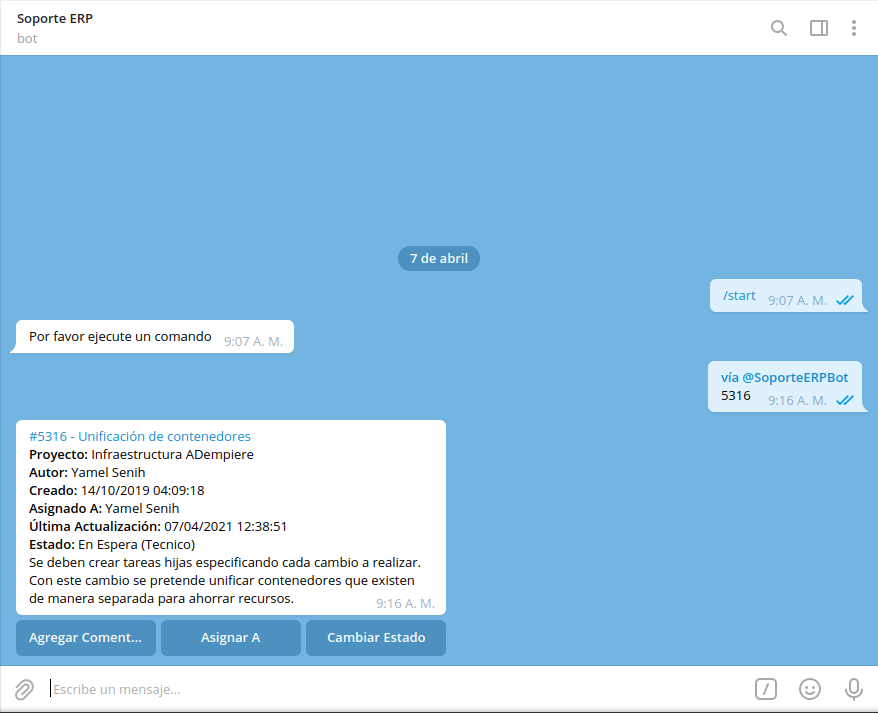 Soporte ERP
bot
7 de abril
/start 9:07 A. M.
Por favor ejecute un comando 9:07 A. M.
vía @SoporteERPBot
5316 9:16 A. M.
#5316 - Unificación de contenedores
Proyecto: Infraestructura ADempiere
Autor: Yamel Senih
Creado: 14/10/2019 04:09:18
Asignado A: Yamel Senih
Última Actualización: 07/04/2021 12:38:51
Estado: En Espera (Tecnico)
Se deben crear tareas hijas especificando cada cambio a realizar.
Con este cambio se pretende unificar contenedores que existen
de manera separada para ahorrar recursos. 9:16 A. M.
Agregar Coment... Asignar A Cambiar Estado
Escribe un mensaje...